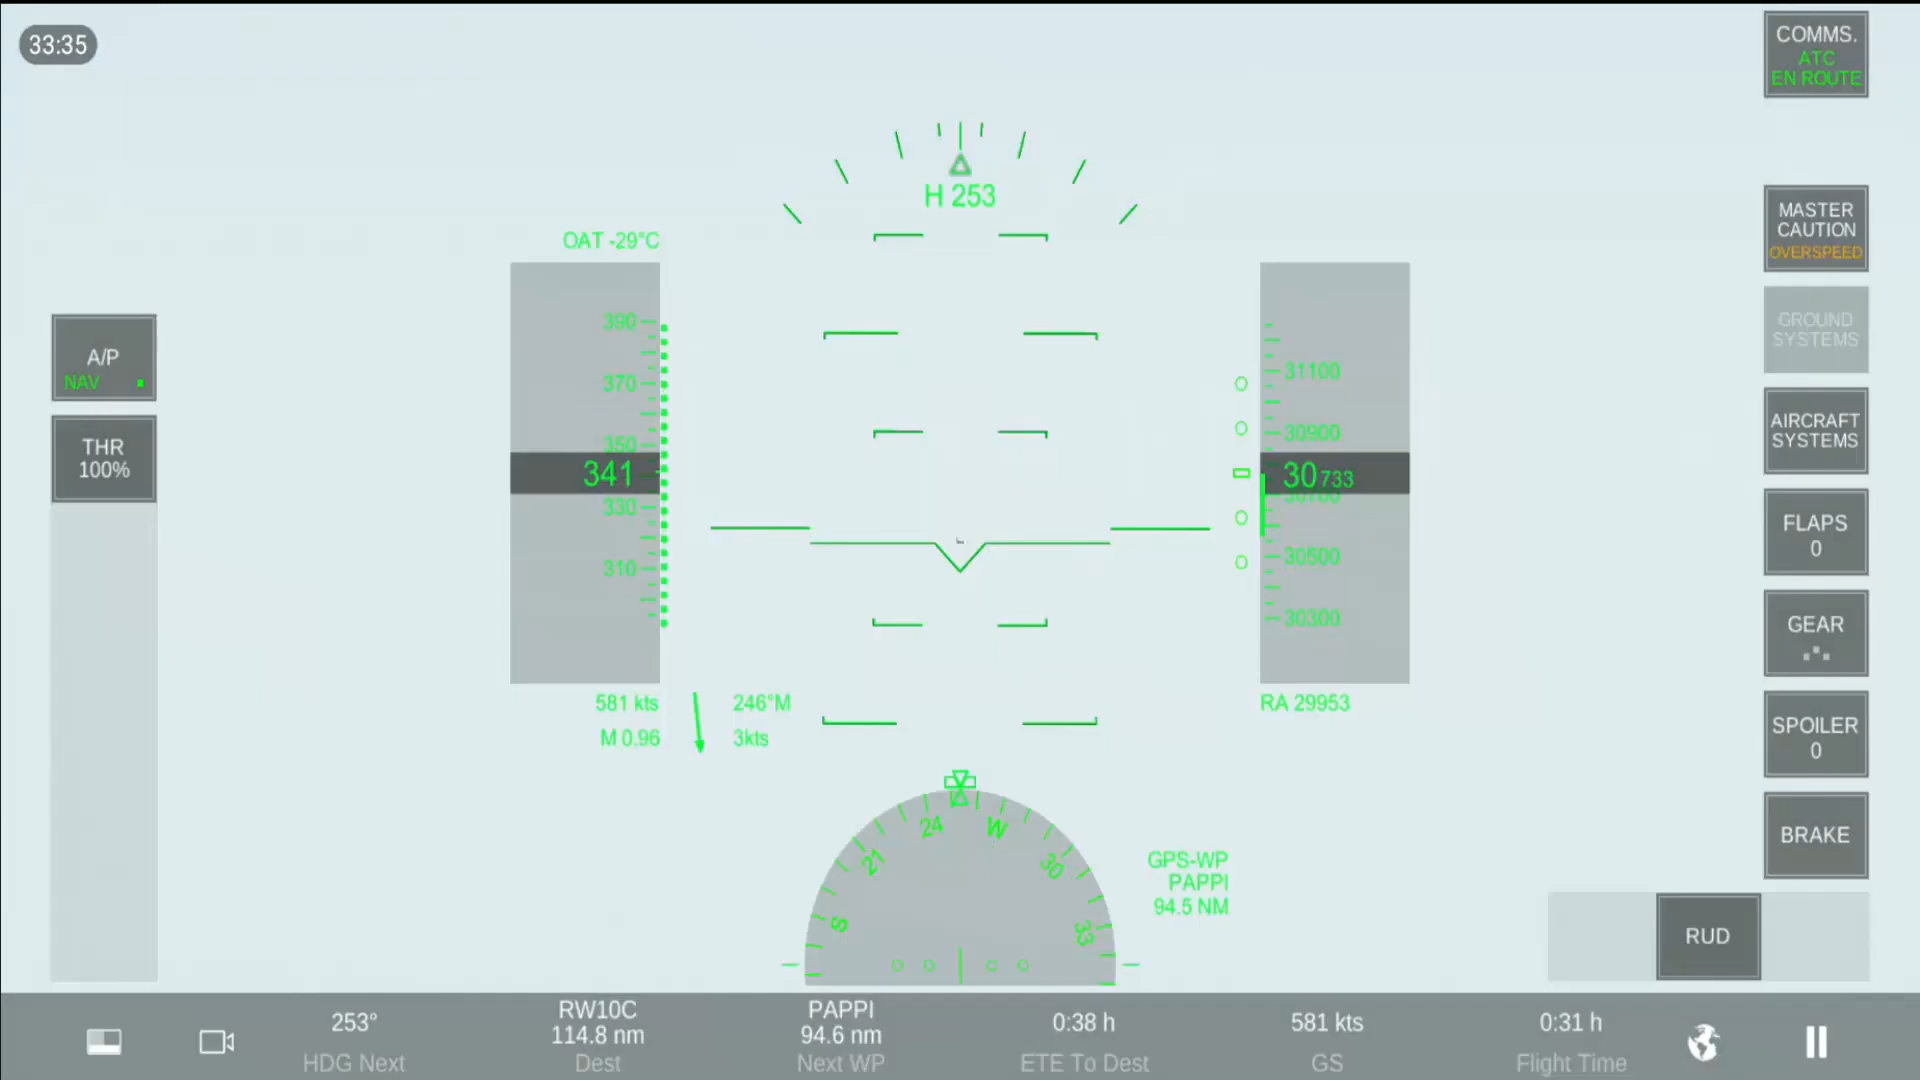 33:35
COMMS.
ATC
EN ROUTE
H 253
OAT -29°C
MASTER
CAUTION
OVERSPEED
GROUND
SYSTEMS
A/P
NAV
THR
100%
390
370
350
341
330
310
31100
30900
30 733
30700
30500
30300
AIRCRAFT
SYSTEMS
FLAPS
0
GEAR
SPOILER
0
BRAKE
RUD
581 kts
M 0.96
246°M
3kts
RA 29953
S
21
24
W
30
33
GPS-WP
PAPPI
94.5 NM
253°
HDG Next
RW10C
114.8 nm
Dest
PAPPI
94.6 nm
Next WP
0:38 h
ETE To Dest
581 kts
GS
0:31 h
Flight Time